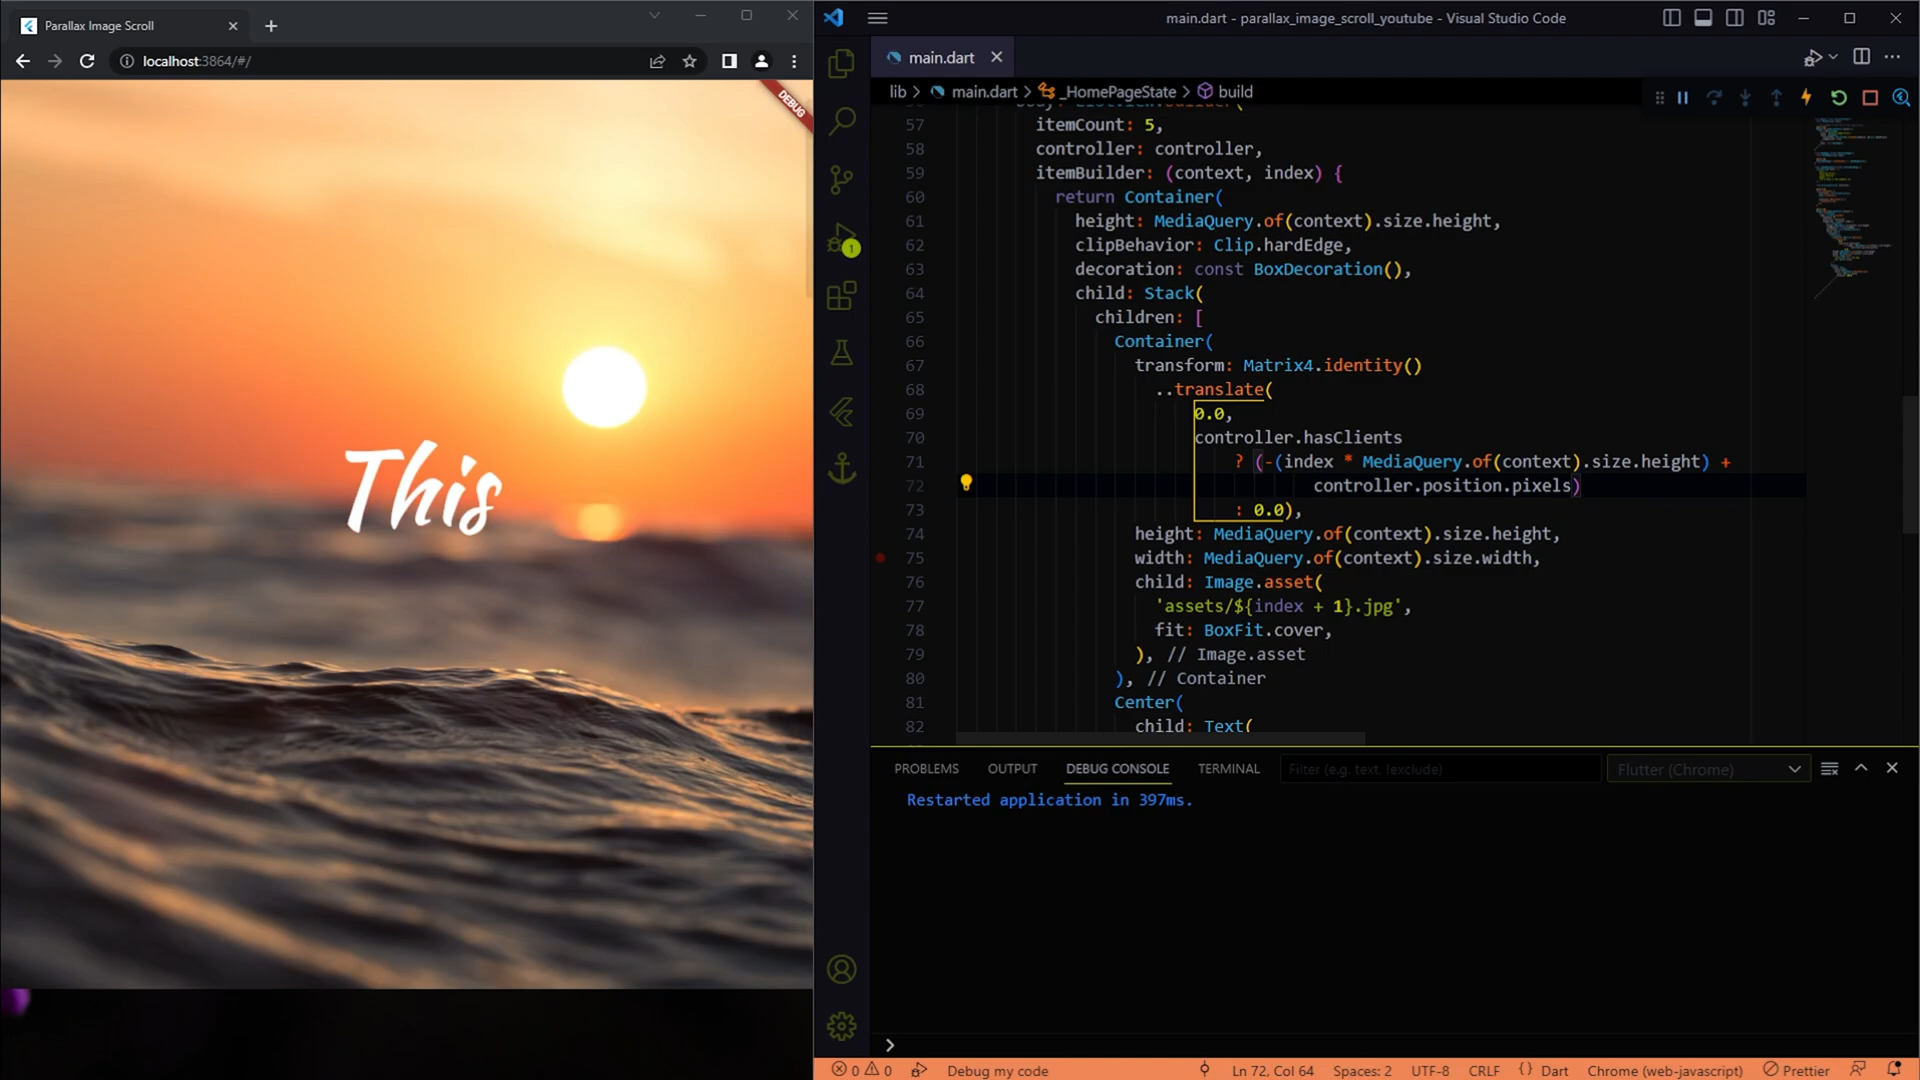 Parallax Image Scroll
localhost:3864/#/
DEBUG
This
main.dart - parallax_image_scroll_youtube - Visual Studio Code
main.dart
lib > main.dart > _HomePageState > build
57 itemCount: 5,
58 controller: controller,
59 itemBuilder: (context, index) {
60 return Container(
61 height: MediaQuery.of(context).size.height,
62 clipBehavior: Clip.hardEdge,
63 decoration: const BoxDecoration(),
64 child: Stack(
65 children: [
66 Container(
67 transform: Matrix4.identity()
68 ..translate(
69 0.0,
70 controller.hasClients
71 ? (-(index * MediaQuery.of(context).size.height) +
72 controller.position.pixels)
73 : 0.0),
74 height: MediaQuery.of(context).size.height,
75 width: MediaQuery.of(context).size.width,
76 child: Image.asset(
77 'assets/${index + 1}.jpg',
78 fit: BoxFit.cover,
79 ), // Image.asset
80 ), // Container
81 Center(
82 child: Text(
1
PROBLEMS OUTPUT DEBUG CONSOLE TERMINAL Filter (e.g. text, !exclude) Flutter (Chrome)
Restarted application in 397ms.
>
0 0 Debug my code Ln 72, Col 64 Spaces: 2 UTF-8 CRLF {} Dart Chrome (web-javascript) Prettier